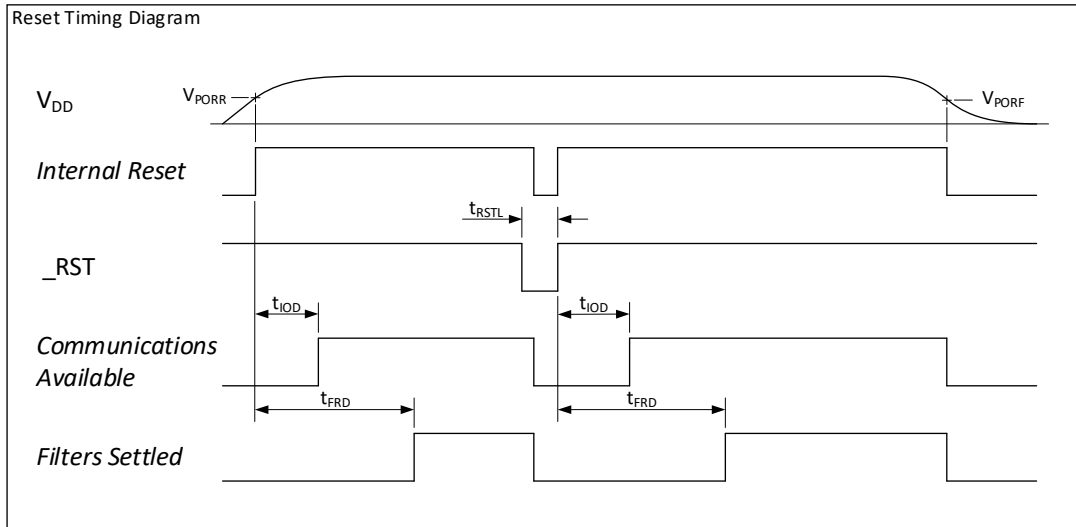 Reset Timing Diagram
VDD
VPORR
VPORF
Internal Reset
tRSTL
_RST
tIOD
tIOD
Communications
Available
tFRD
tFRD
Filters Settled